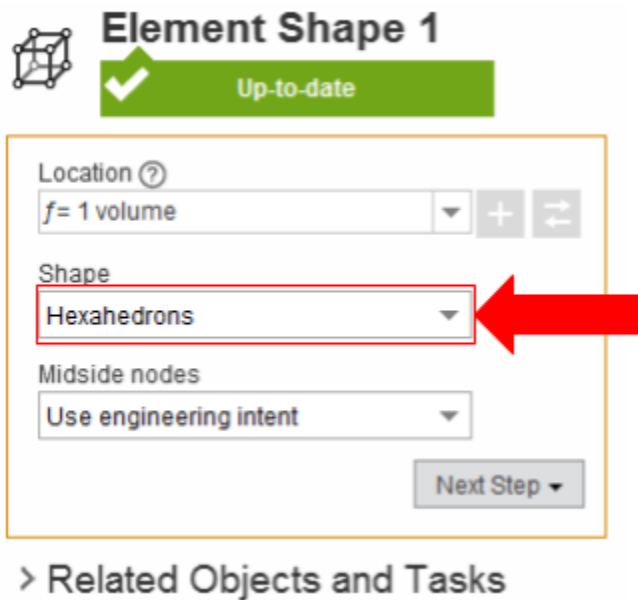 Element Shape 1
Up-to-date
Location ?
ƒ= 1 volume
Shape
Hexahedrons
Midside nodes
Use engineering intent
Next Step
> Related Objects and Tasks